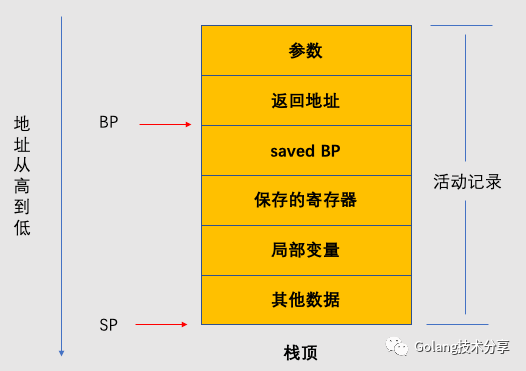 地址从高到低
BP
SP
参数
返回地址
saved BP
保存的寄存器
局部变量
其他数据
栈顶
活动记录
Golang技术分享